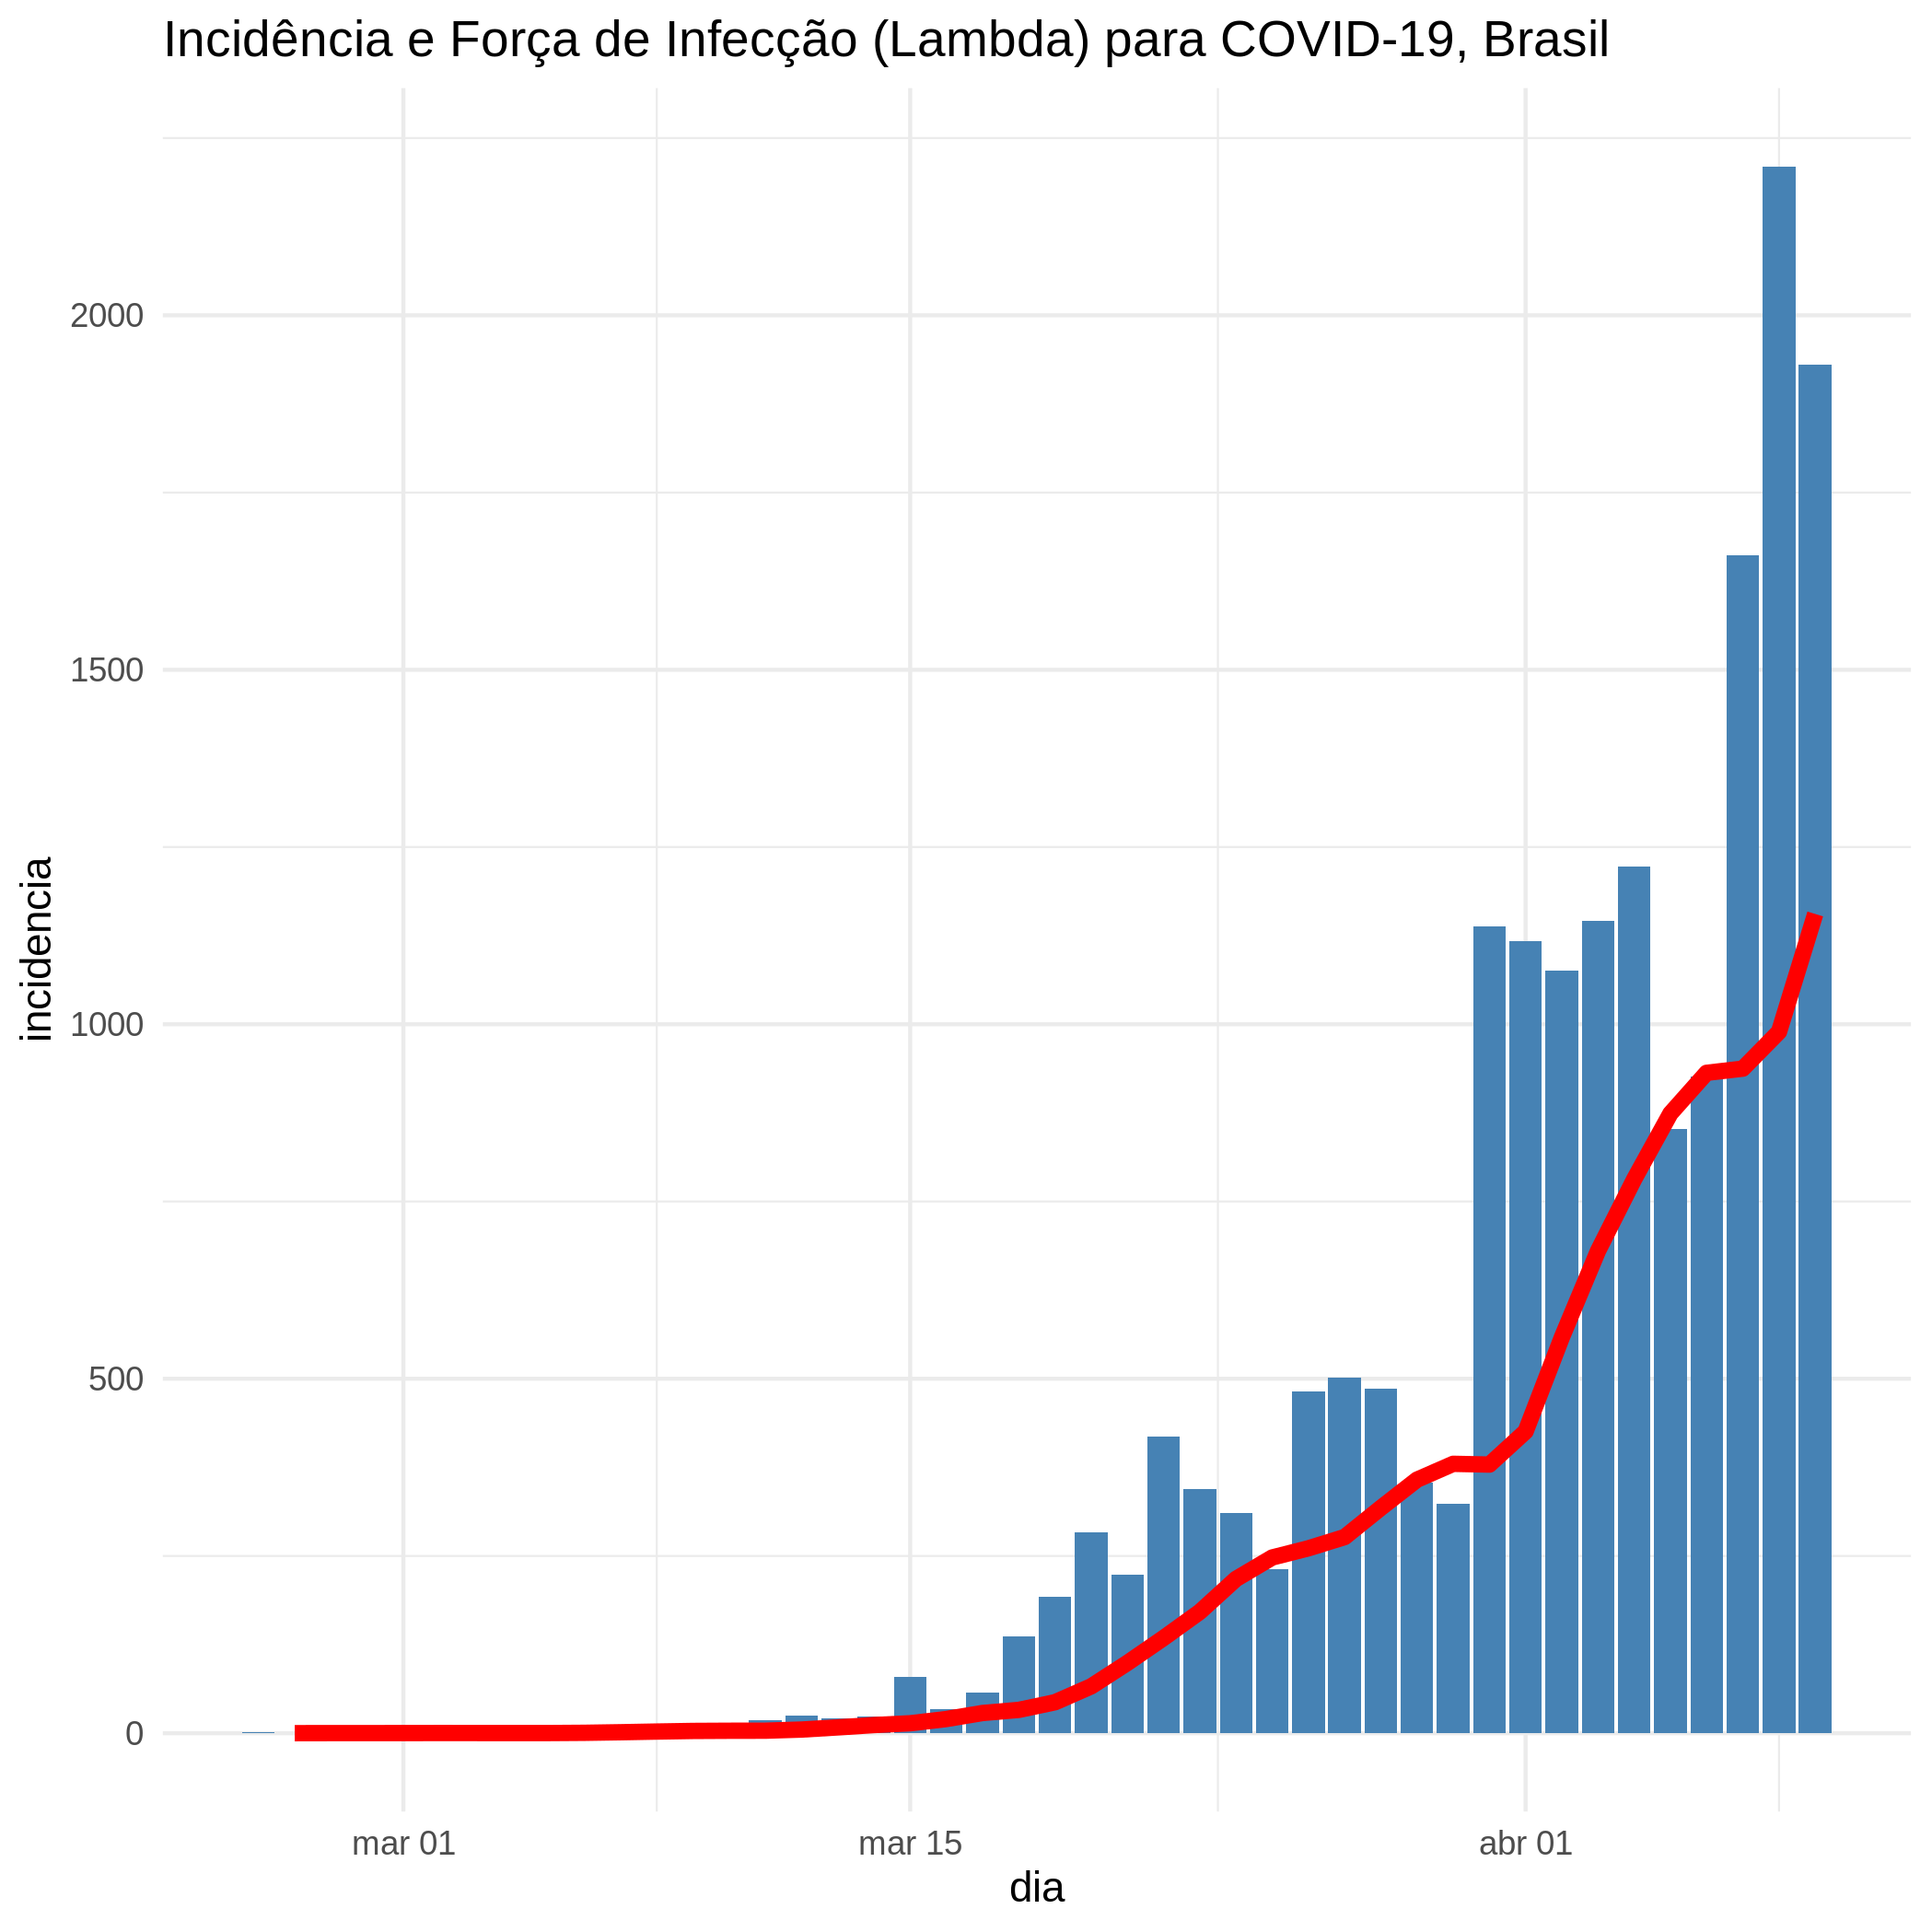 Incidência e Força de Infecção (Lambda) para COVID-19, Brasil
incidencia
2000
1500
1000
500
0
mar 01
mar 15
abr 01
dia